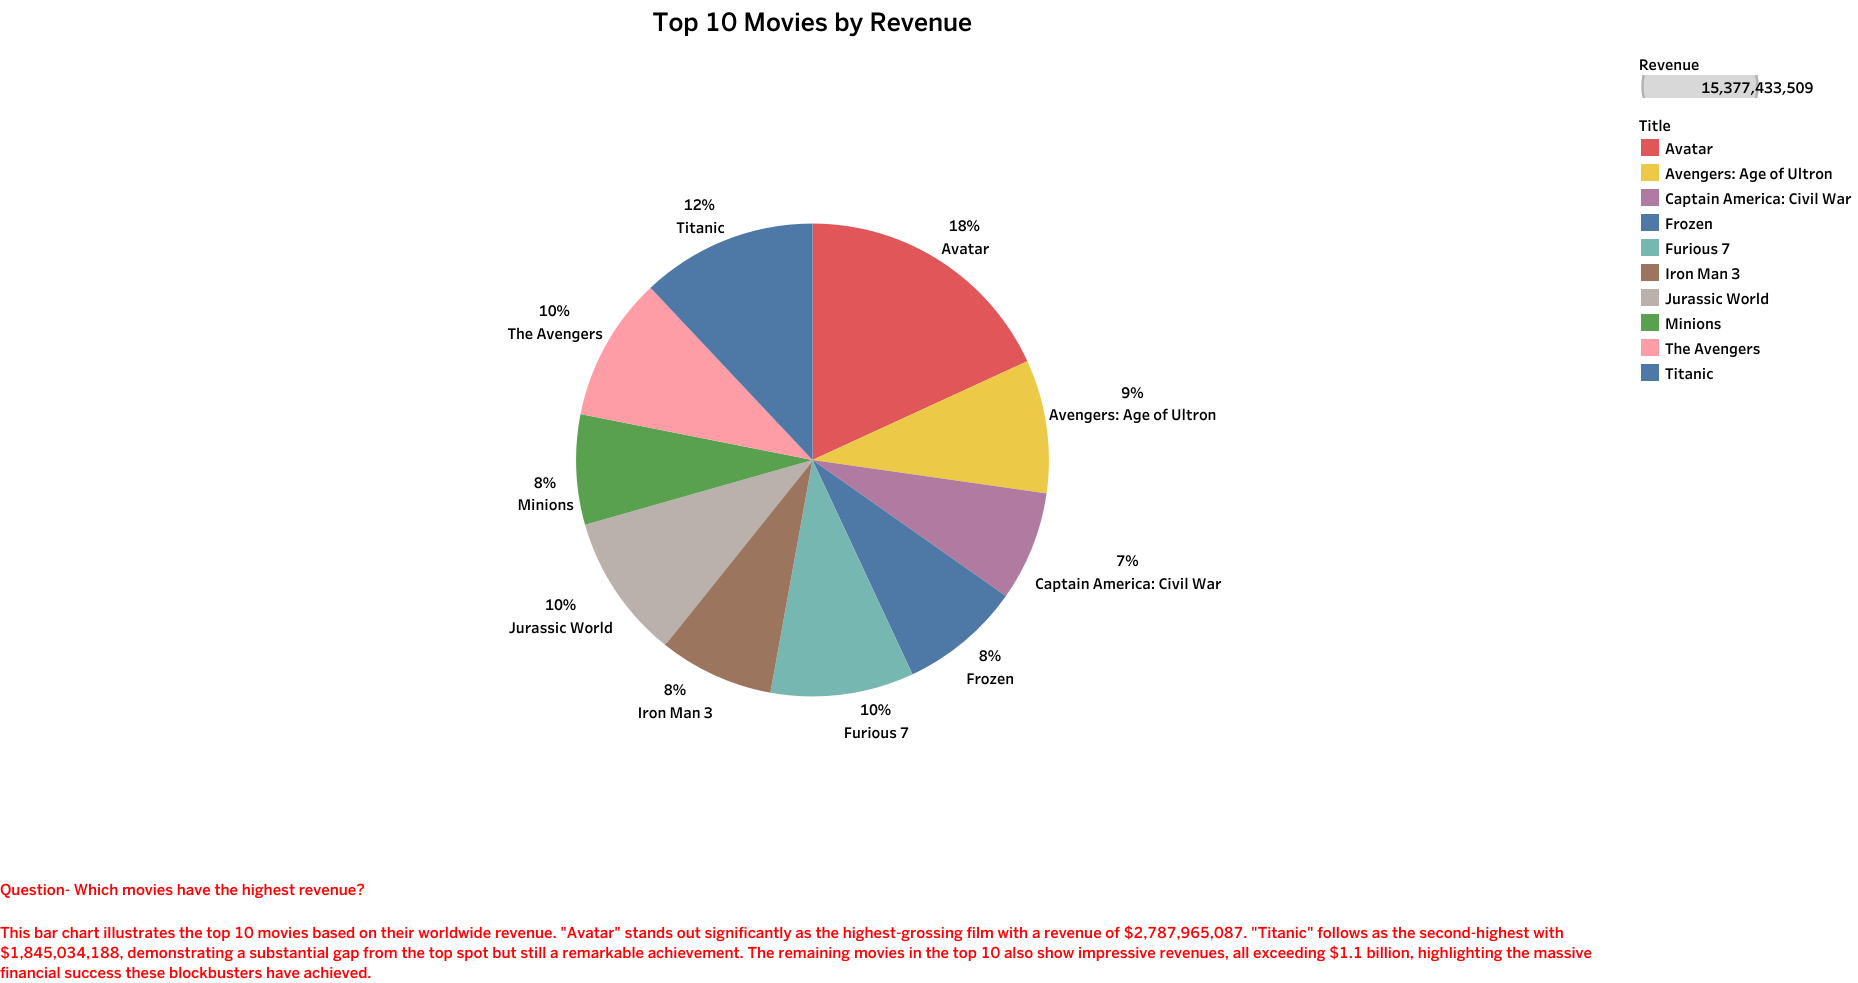 Top 10 Movies by Revenue
Revenue
15,377,433,509
Title
Avatar
Avengers: Age of Ultron
Captain America: Civil War
Frozen
Furious 7
Iron Man 3
Jurassic World
Minions
The Avengers
Titanic
12%
Titanic
18%
Avatar
10%
The Avengers
9%
Avengers: Age of Ultron
8%
Minions
7%
Captain America: Civil War
10%
Jurassic World
8%
Frozen
8%
Iron Man 3
10%
Furious 7
Question- Which movies have the highest revenue?
This bar chart illustrates the top 10 movies based on their worldwide revenue. "Avatar" stands out significantly as the highest-grossing film with a revenue of $2,787,965,087. "Titanic" follows as the second-highest with
$1,845,034,188, demonstrating a substantial gap from the top spot but still a remarkable achievement. The remaining movies in the top 10 also show impressive revenues, all exceeding $1.1 billion, highlighting the massive
financial success these blockbusters have achieved.